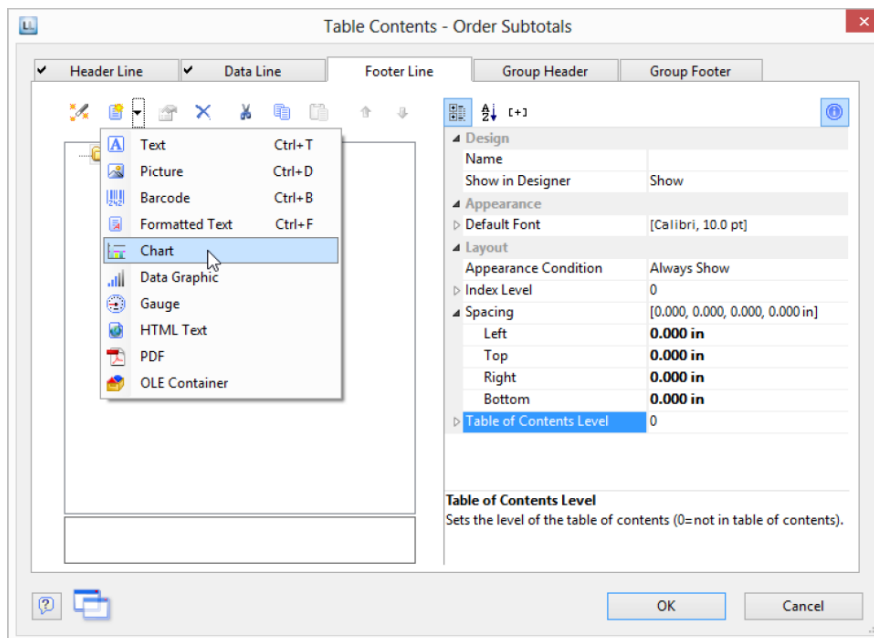 LL
Table Contents - Order Subtotals
Header Line
Data Line
Footer Line
Group Header
Group Footer
A Z [+]
Text Ctrl+T
Picture Ctrl+D
Barcode Ctrl+B
Formatted Text Ctrl+F
Chart
Data Graphic
Gauge
HTML Text
PDF
OLE Container
Design
Name
Show in Designer Show
Appearance
Default Font [Calibri, 10.0 pt]
Layout
Appearance Condition Always Show
Index Level 0
Spacing [0.000, 0.000, 0.000, 0.000 in]
Left 0.000 in
Top 0.000 in
Right 0.000 in
Bottom 0.000 in
Table of Contents Level 0
Table of Contents Level
Sets the level of the table of contents (0=not in table of contents).
OK
Cancel